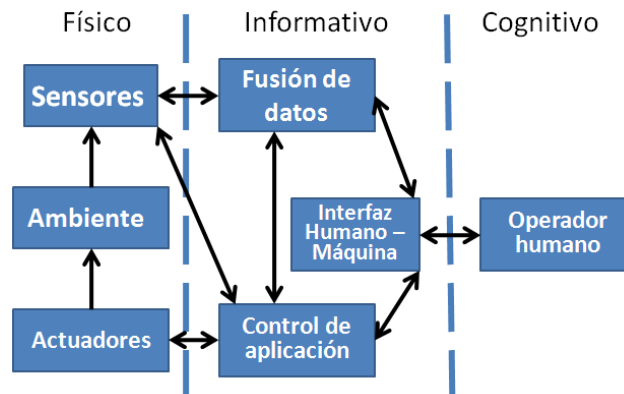 Físico
Informativo
Cognitivo
Sensores
Fusión de
datos
Ambiente
Interfaz
Humano –
Máquina
Operador
humano
Actuadores
Control de
aplicación